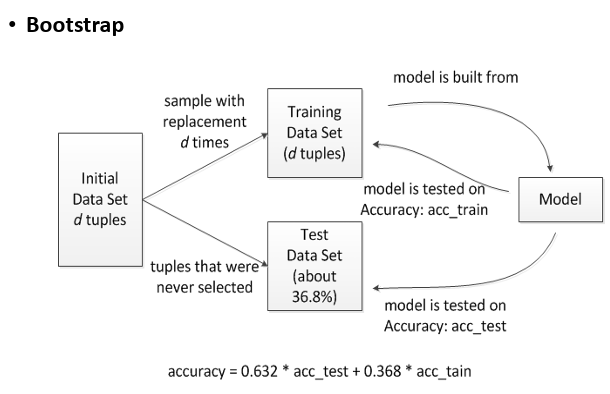 • Bootstrap
model is built from
sample with
replacement
d times
Training
Data Set
(d tuples)
Initial
Data Set
d tuples
model is tested on
Accuracy: acc_train
Model
Test
Data Set
(about
36.8%)
tuples that were
never selected
model is tested on
Accuracy: acc_test
accuracy = 0.632 * acc_test + 0.368 * acc_tain